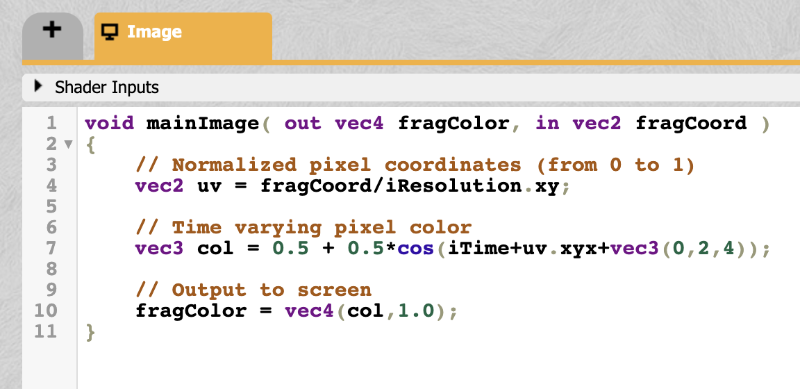 +
Image
Shader Inputs
1 void mainImage( out vec4 fragColor, in vec2 fragCoord )
2 {
3     // Normalized pixel coordinates (from 0 to 1)
4     vec2 uv = fragCoord/iResolution.xy;
5
6     // Time varying pixel color
7     vec3 col = 0.5 + 0.5*cos(iTime+uv.xyx+vec3(0,2,4));
8
9     // Output to screen
10     fragColor = vec4(col,1.0);
11 }